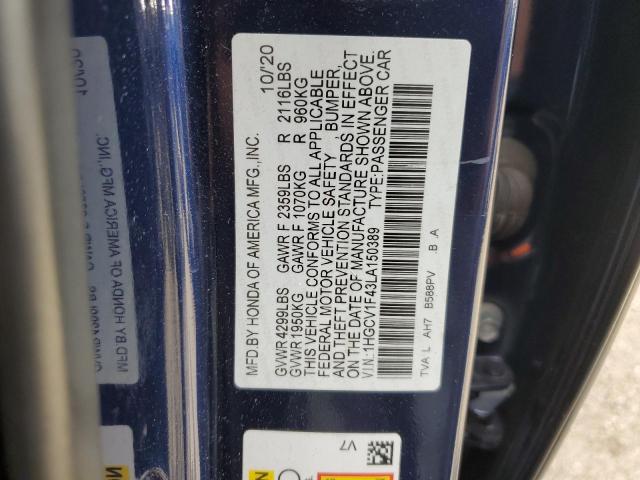 MFD.BY HONDA OF AMERICA MFG.,INC. 10/'20
GVWR 4299LBS GAWR F 2359LBS R 2116LBS
GVWR 1950KG GAWR F 1070KG R 960KG
THIS VEHICLE CONFORMS TO ALL APPLICABLE
FEDERAL MOTOR VEHICLE SAFETY , BUMPER,
AND THEFT PREVENTION STANDARDS IN EFFECT
ON THE DATE OF MANUFACTURE SHOWN ABOVE.
V.I.N.:1HGCV1F43LA150389 TYPE:PASSENGER CAR
TVA L AH7 B588PV .B .A
V7